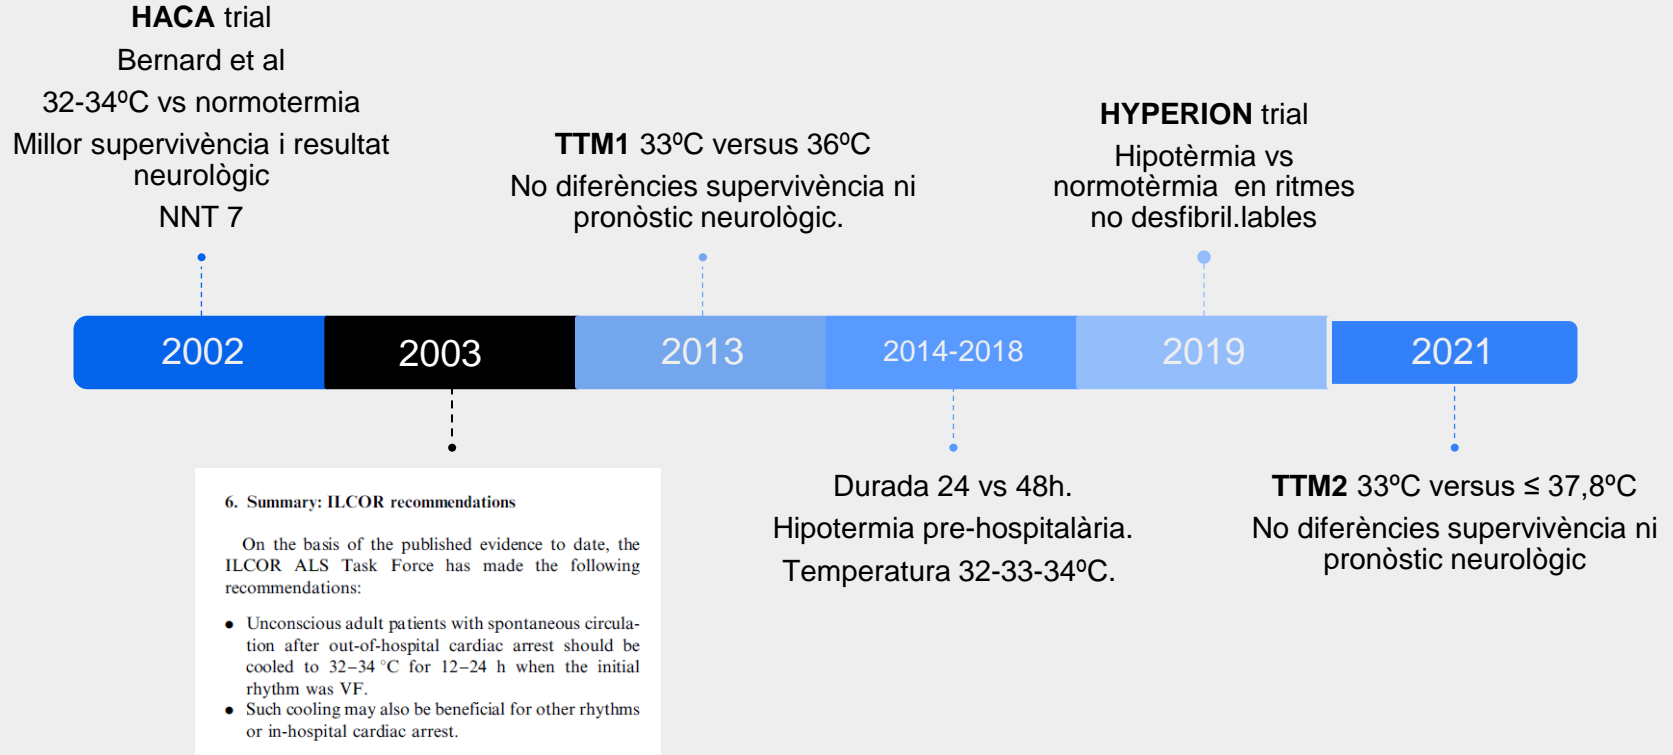 HACA trial
Bernard et al
32-34ºC vs normotermia
Millor supervivència i resultat
neurològic
NNT 7
TTM1 33ºC versus 36ºC
No diferències supervivència ni
pronòstic neurològic.
HYPERION trial
Hipotèrmia vs
normotèrmia en ritmes
no desfibril.lables
2002
2003
2013
2014-2018
2019
2021
6. Summary: ILCOR recommendations
On the basis of the published evidence to date, the
ILCOR ALS Task Force has made the following
recommendations:
● Unconscious adult patients with spontaneous circula-
tion after out-of-hospital cardiac arrest should be
cooled to 32–34 °C for 12–24 h when the initial
rhythm was VF.
● Such cooling may also be beneficial for other rhythms
or in-hospital cardiac arrest.
Durada 24 vs 48h.
Hipotermia pre-hospitalària.
Temperatura 32-33-34ºC.
TTM2 33ºC versus ≤ 37,8ºC
No diferències supervivència ni
pronòstic neurològic